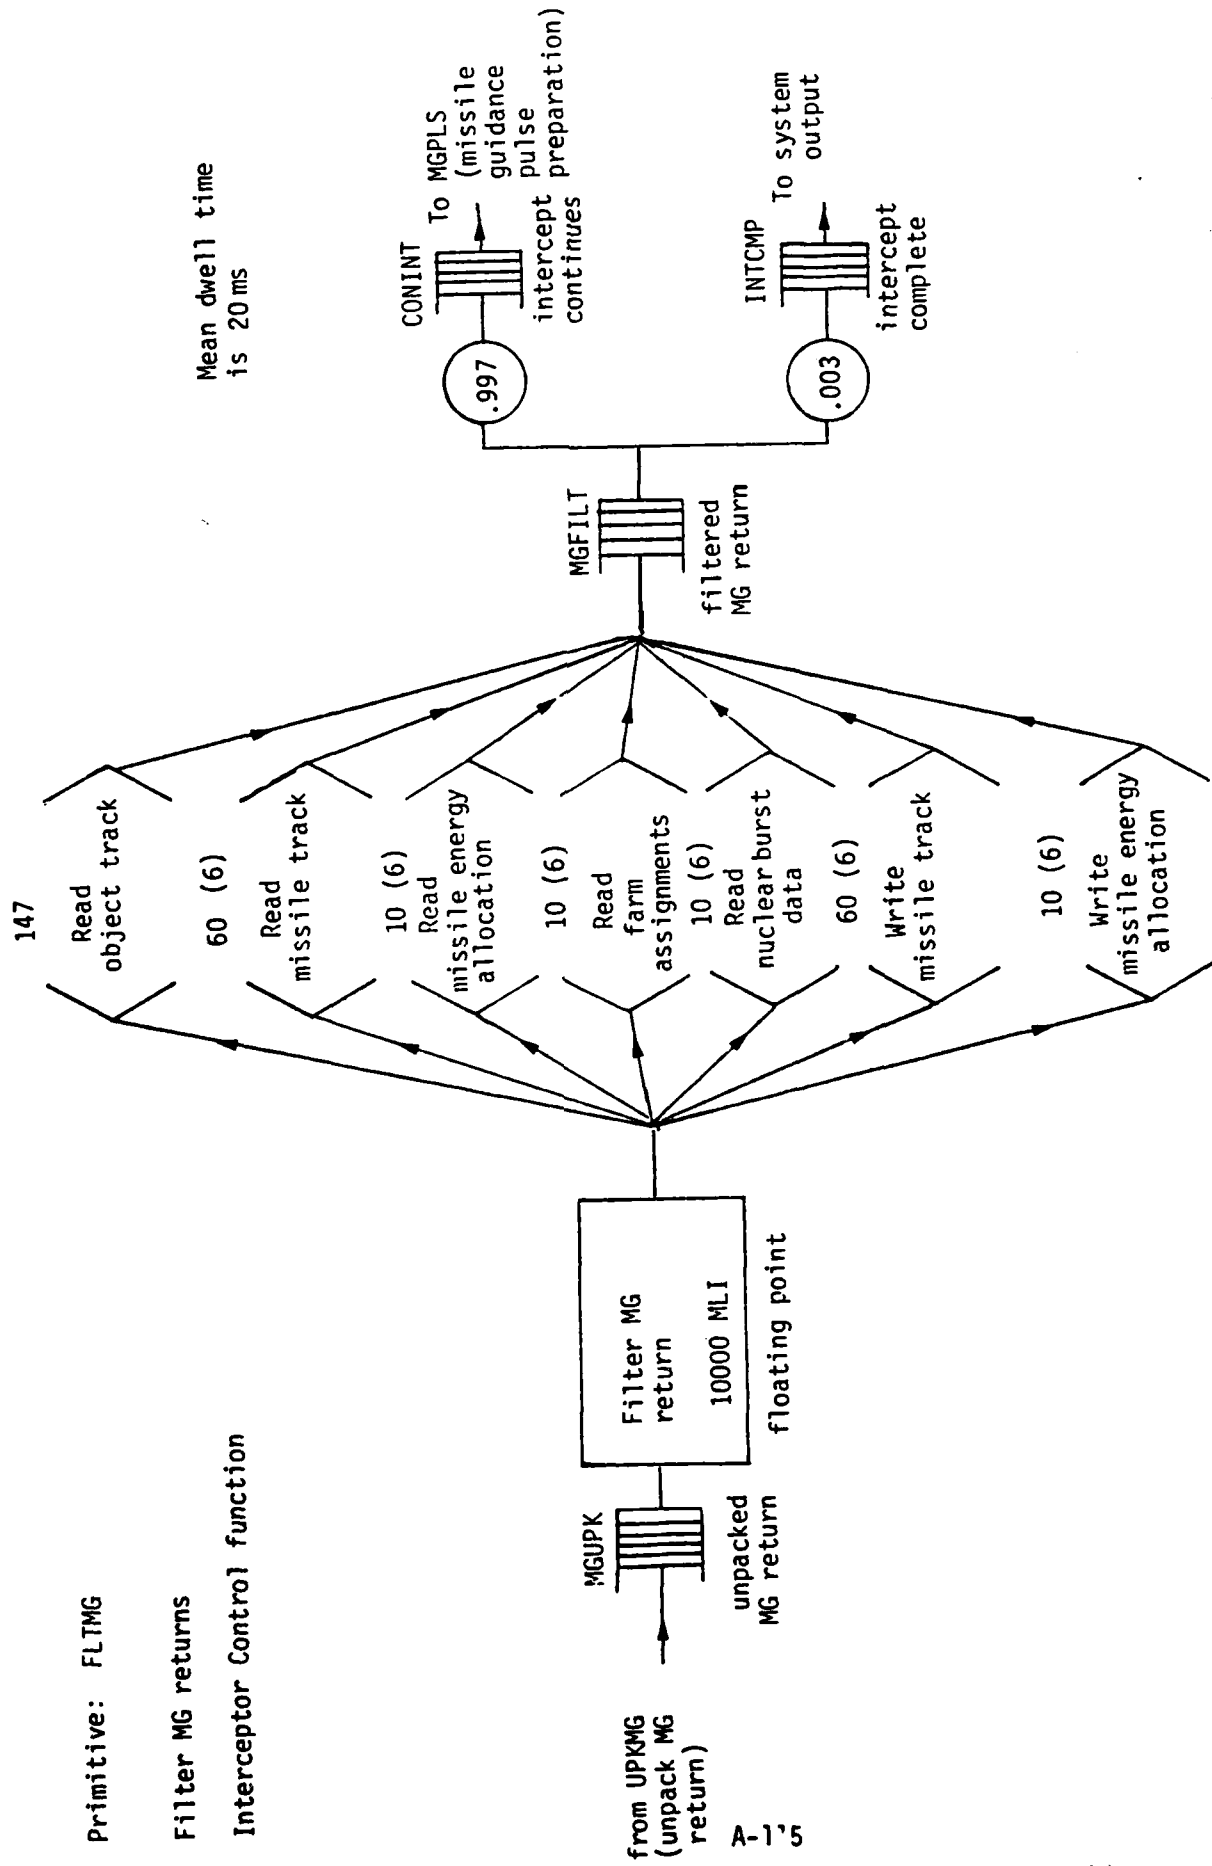 Primitive: FLTMG
Filter MG returns
Interceptor Control function
Mean dwell time
is 20 ms
from UPKMG
(unpack MG
return)
MGUPK
unpacked
MG return
Filter MG
return
10000 MLI
floating point
147
Read
object track
60 (6)
Read
missile track
10 (6)
Read
missile energy
allocation
10 (6)
Read
farm
assignments
10 (6)
Read
nuclear burst
data
60 (6)
Write
missile track
10 (6)
Write
missile energy
allocation
MGFILT
filtered
MG return
.997
CONINT
To MGPLS
(missile
guidance
pulse
preparation)
intercept
continues
.003
INTCMP
To system
output
intercept
complete
A-1'5